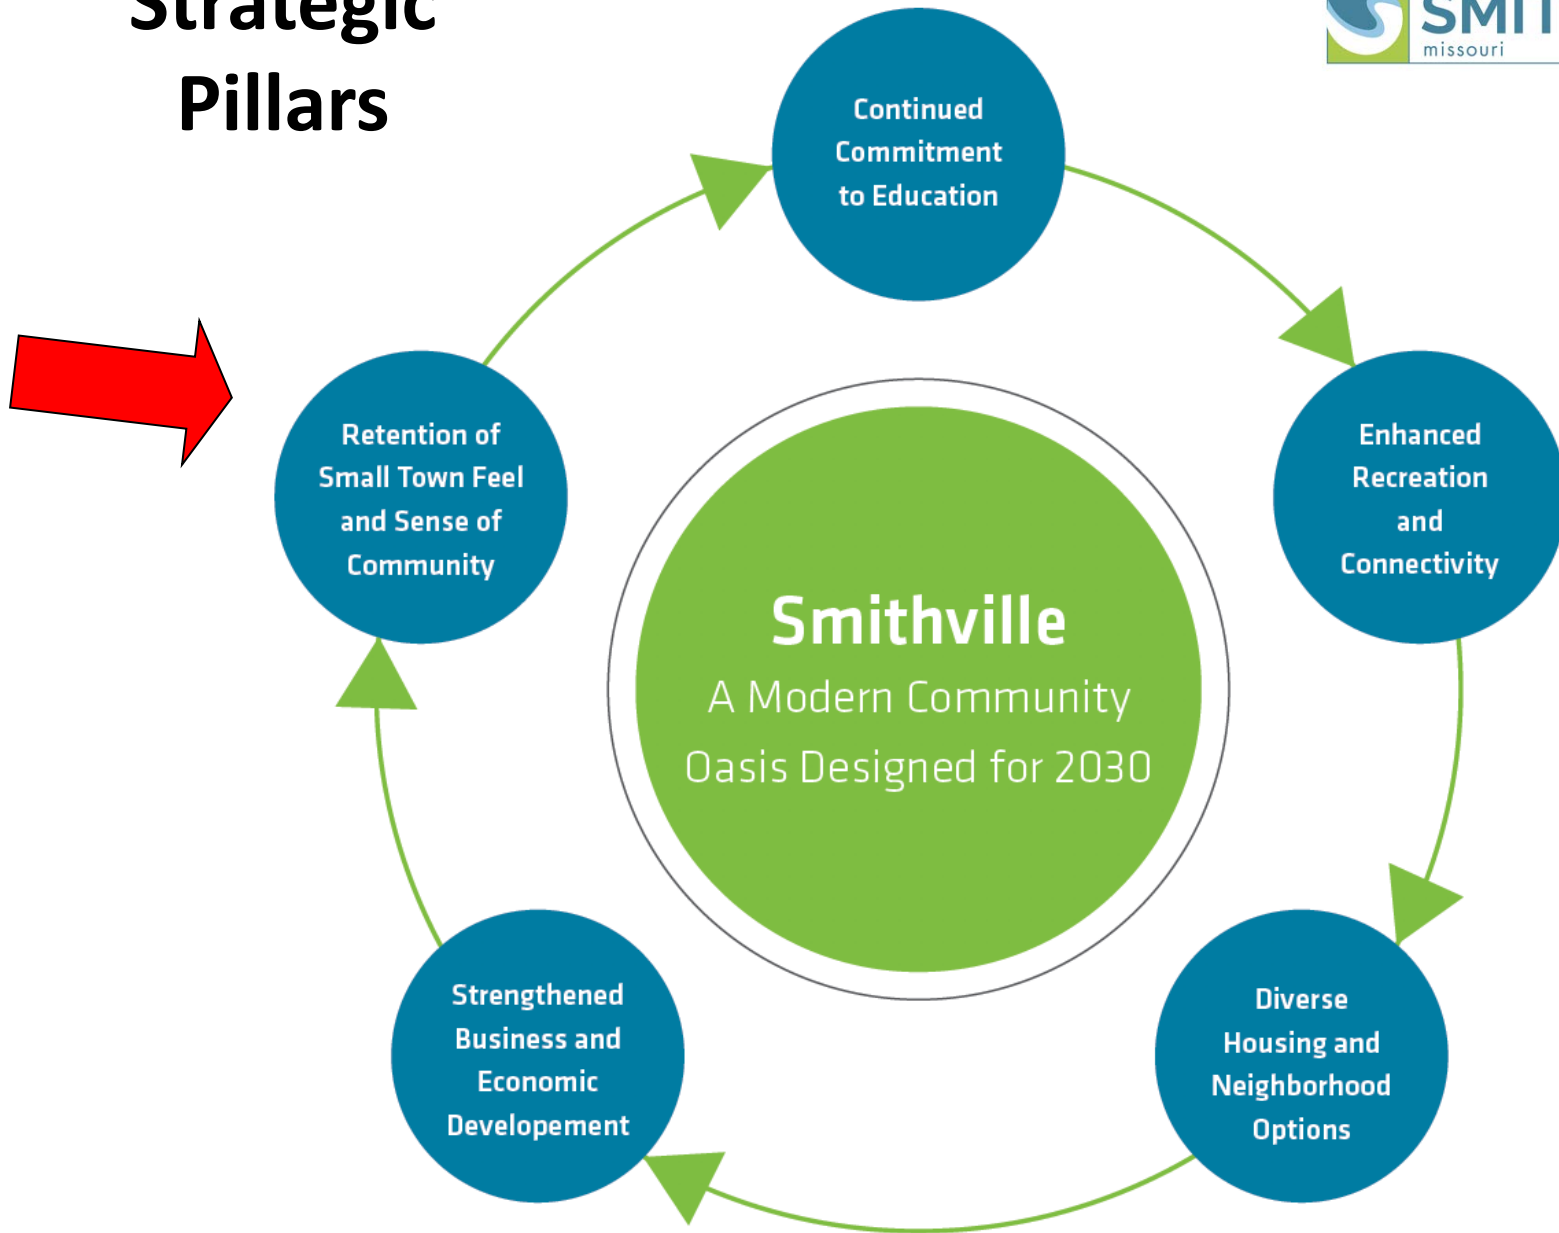 Strategic
Pillars
SMIT
missouri
Continued
Commitment
to Education
Enhanced
Recreation
and
Connectivity
Diverse
Housing and
Neighborhood
Options
Strengthened
Business and
Economic
Developement
Retention of
Small Town Feel
and Sense of
Community
Smithville
A Modern Community
Oasis Designed for 2030